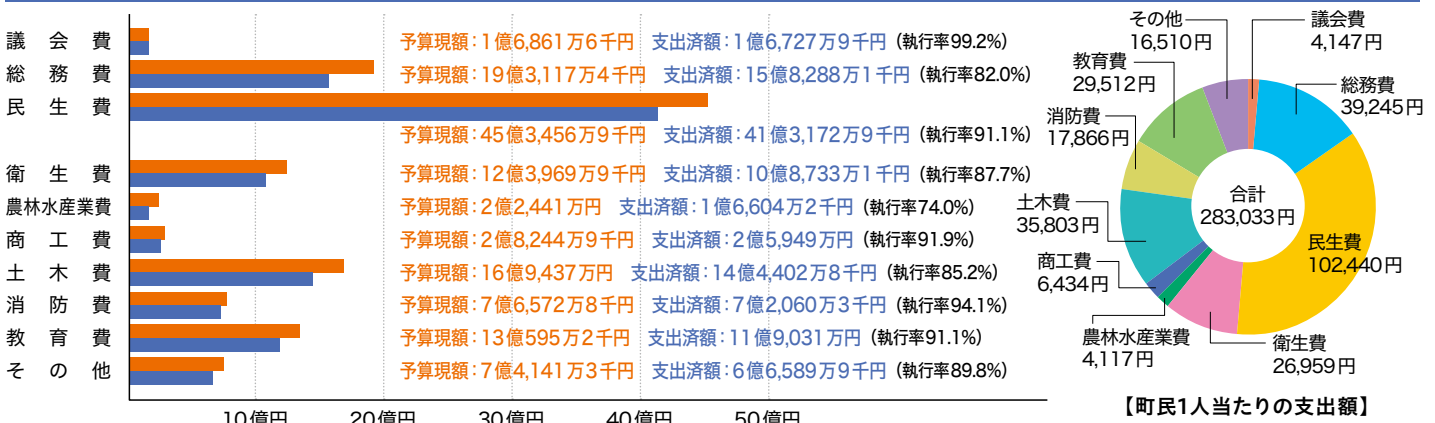 議会費 予算現額：1億6,861万6千円 支出済額：1億6,727万9千円（執行率99.2%）
総務費 予算現額：19億3,117万4千円 支出済額：15億8,288万1千円（執行率82.0%）
民生費
予算現額：45億3,456万9千円 支出済額：41億3,172万9千円（執行率91.1%）
衛生費 予算現額：12億3,969万9千円 支出済額：10億8,733万1千円（執行率87.7%）
農林水産業費 予算現額：2億2,441万円 支出済額：1億6,604万2千円（執行率74.0%）
商工費 予算現額：2億8,244万9千円 支出済額：2億5,949万円（執行率91.9%）
土木費 予算現額：16億9,437万円 支出済額：14億4,402万8千円（執行率85.2%）
消防費 予算現額：7億6,572万8千円 支出済額：7億2,060万3千円（執行率94.1%）
教育費 予算現額：13億595万2千円 支出済額：11億9,031万円（執行率91.1%）
その他 予算現額：7億4,141万3千円 支出済額：6億6,589万9千円（執行率89.8%）
10億円 20億円 30億円 40億円 50億円
その他
16,510円
議会費
4,147円
教育費
29,512円
総務費
39,245円
消防費
17,866円
合計
283,033円
土木費
35,803円
民生費
102,440円
商工費
6,434円
農林水産業費
4,117円
衛生費
26,959円
【町民1人当たりの支出額】